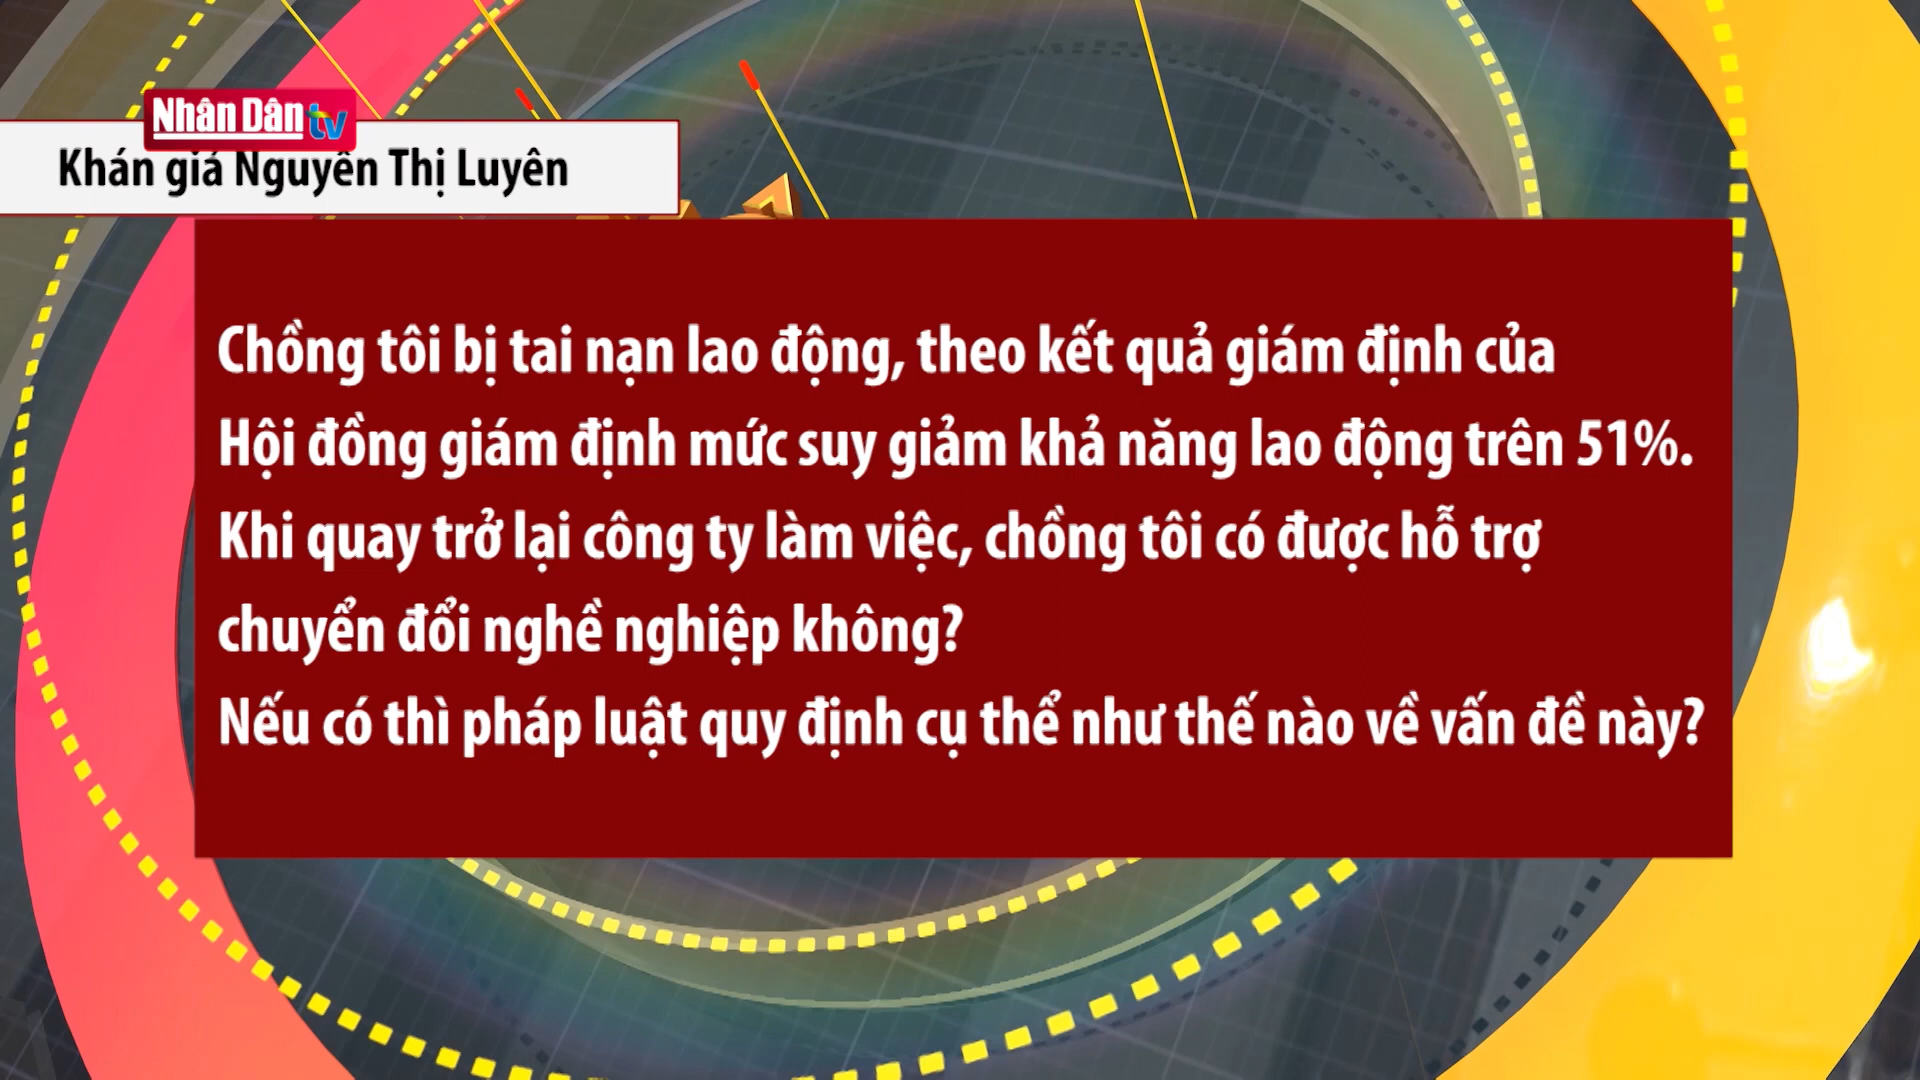 Nhân Dân tv
Khán giả Nguyễn Thị Luyên
Chồng tôi bị tai nạn lao động, theo kết quả giám định của
Hội đồng giám định mức suy giảm khả năng lao động trên 51%.
Khi quay trở lại công ty làm việc, chồng tôi có được hỗ trợ
chuyển đổi nghề nghiệp không?
Nếu có thì pháp luật quy định cụ thể như thế nào về vấn đề này?